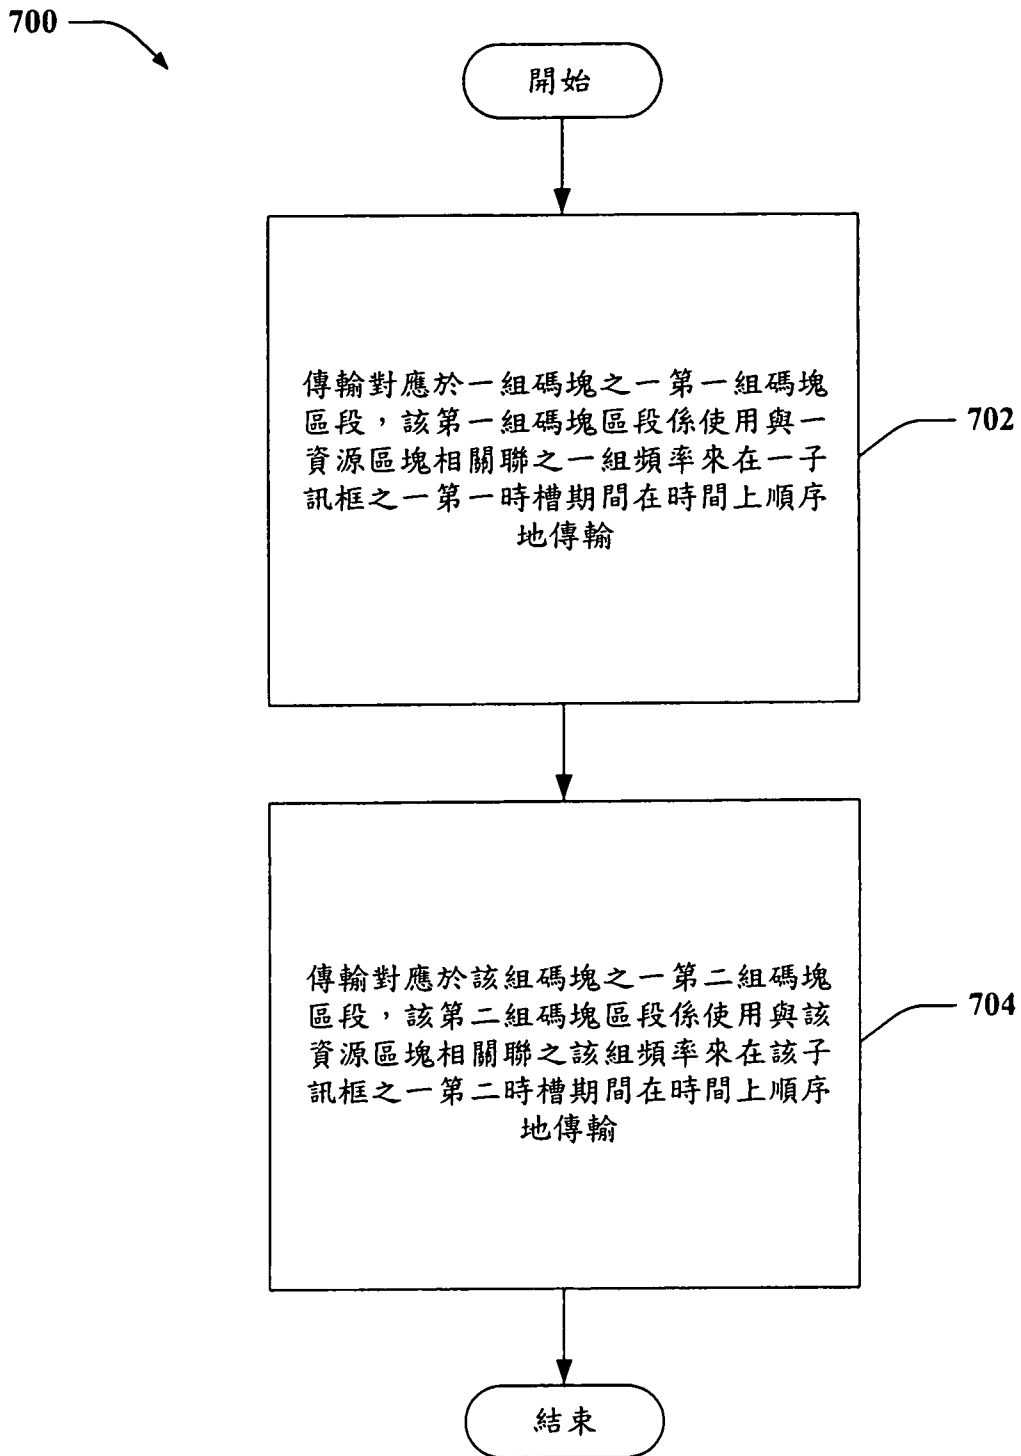 700
開始
傳輸對應於一組碼塊之一第一組碼塊
區段，該第一組碼塊區段係使用與一
資源區塊相關聯之一組頻率來在一子
訊框之一第一時槽期間在時間上順序
地傳輸
702
傳輸對應於該組碼塊之一第二組碼塊
區段，該第二組碼塊區段係使用與該
資源區塊相關聯之該組頻率來在該子
訊框之一第二時槽期間在時間上順序
地傳輸
704
結束